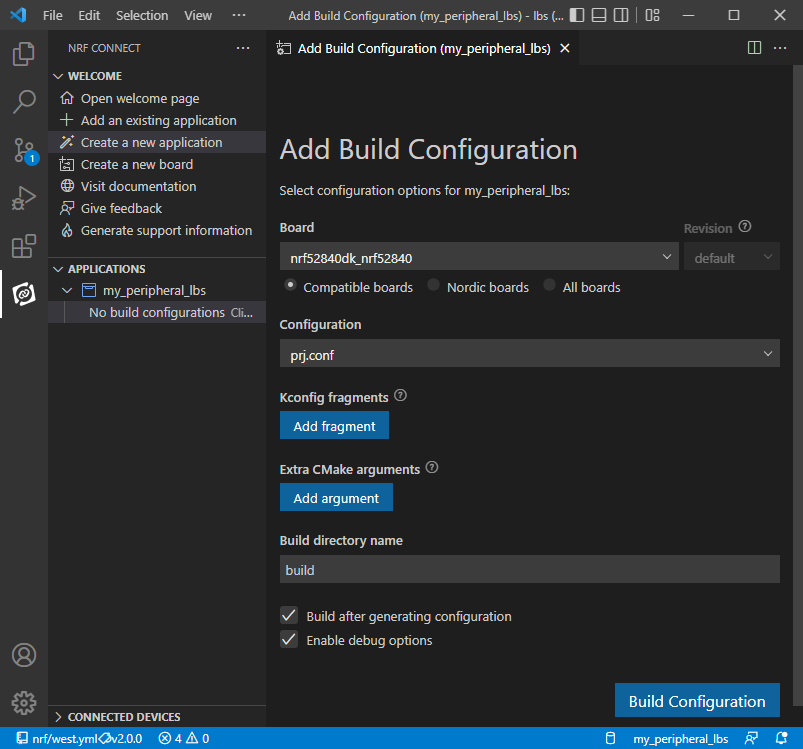 File Edit Selection View ··· Add Build Configuration (my_peripheral_lbs) - lbs (...
NRF CONNECT ···
WELCOME
Open welcome page
Add an existing application
Create a new application
Create a new board
Visit documentation
Give feedback
Generate support information
APPLICATIONS
my_peripheral_lbs
No build configurations Cli...
CONNECTED DEVICES
1
Add Build Configuration (my_peripheral_lbs)
Add Build Configuration
Select configuration options for my_peripheral_lbs:
Board Revision
nrf52840dk_nrf52840 default
Compatible boards Nordic boards All boards
Configuration
prj.conf
Kconfig fragments
Add fragment
Extra CMake arguments
Add argument
Build directory name
build
Build after generating configuration
Enable debug options
Build Configuration
nrf/west.yml v2.0.0 4 0 my_peripheral_lbs